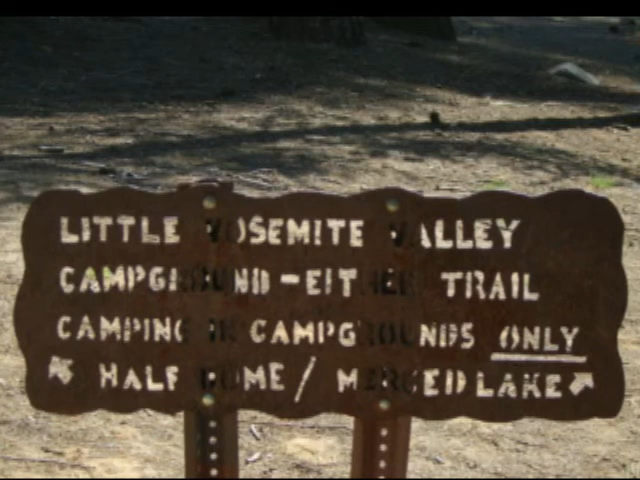 LITTLE YOSEMITE VALLEY
CAMPGROUND - EITHER TRAIL
CAMPING IN CAMPGROUNDS ONLY
HALF DOME / MERCED LAKE